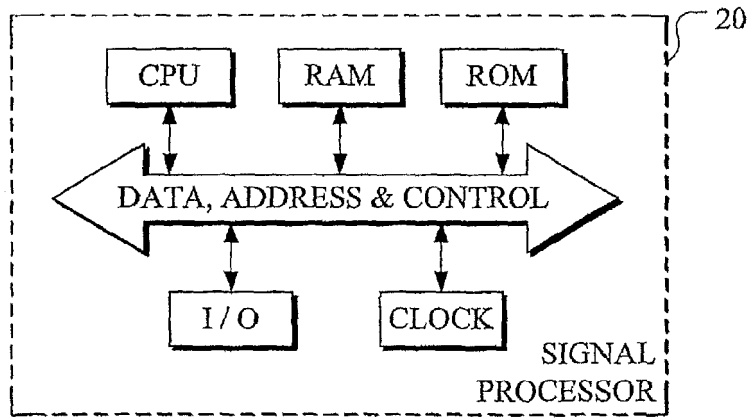 20
CPU
RAM
ROM
DATA, ADDRESS & CONTROL
I / O
CLOCK
SIGNAL
PROCESSOR